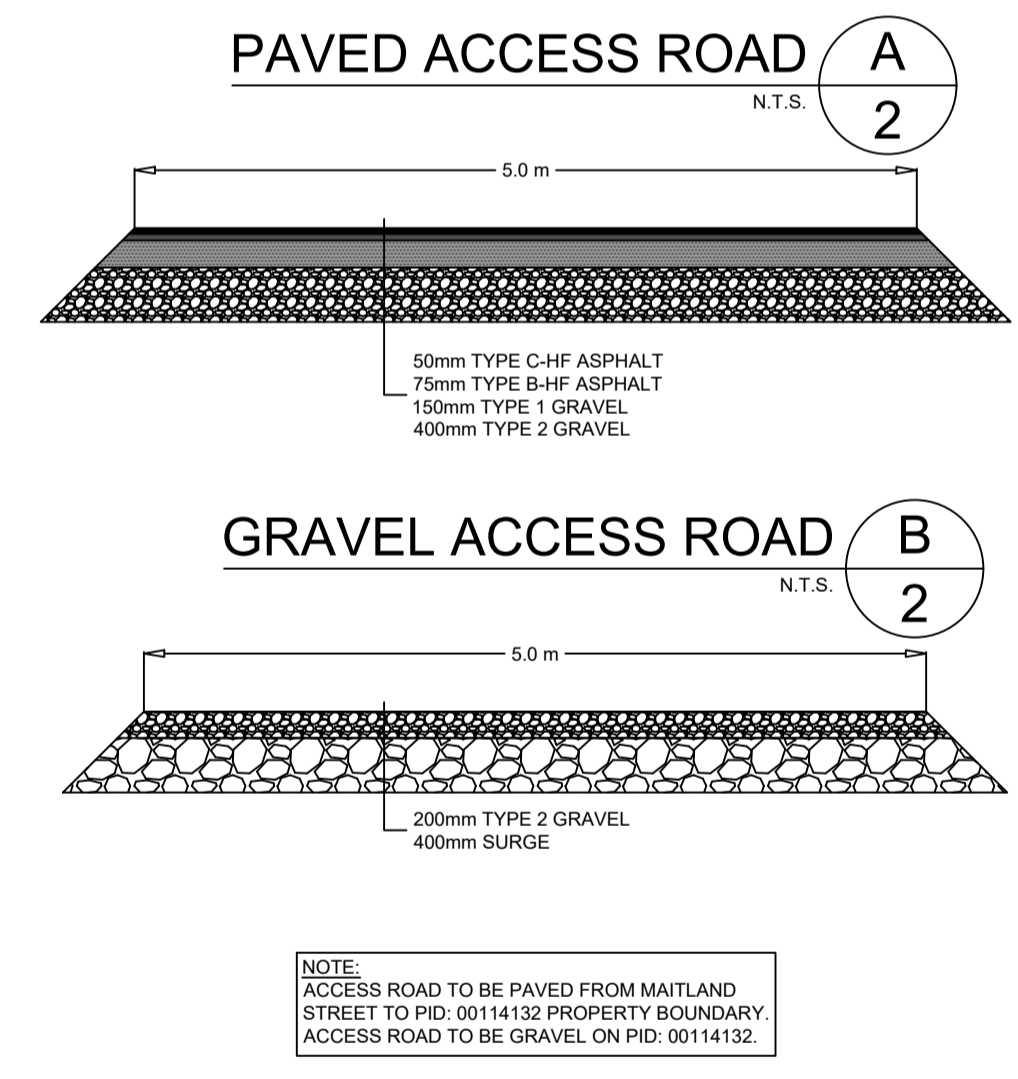 PAVED ACCESS ROAD
A
N.T.S.
2
5.0 m
50mm TYPE C-HF ASPHALT
75mm TYPE B-HF ASPHALT
150mm TYPE 1 GRAVEL
400mm TYPE 2 GRAVEL
GRAVEL ACCESS ROAD
B
N.T.S.
2
5.0 m
200mm TYPE 2 GRAVEL
400mm SURGE
NOTE:
ACCESS ROAD TO BE PAVED FROM MAITLAND
STREET TO PID: 00114132 PROPERTY BOUNDARY.
ACCESS ROAD TO BE GRAVEL ON PID: 00114132.